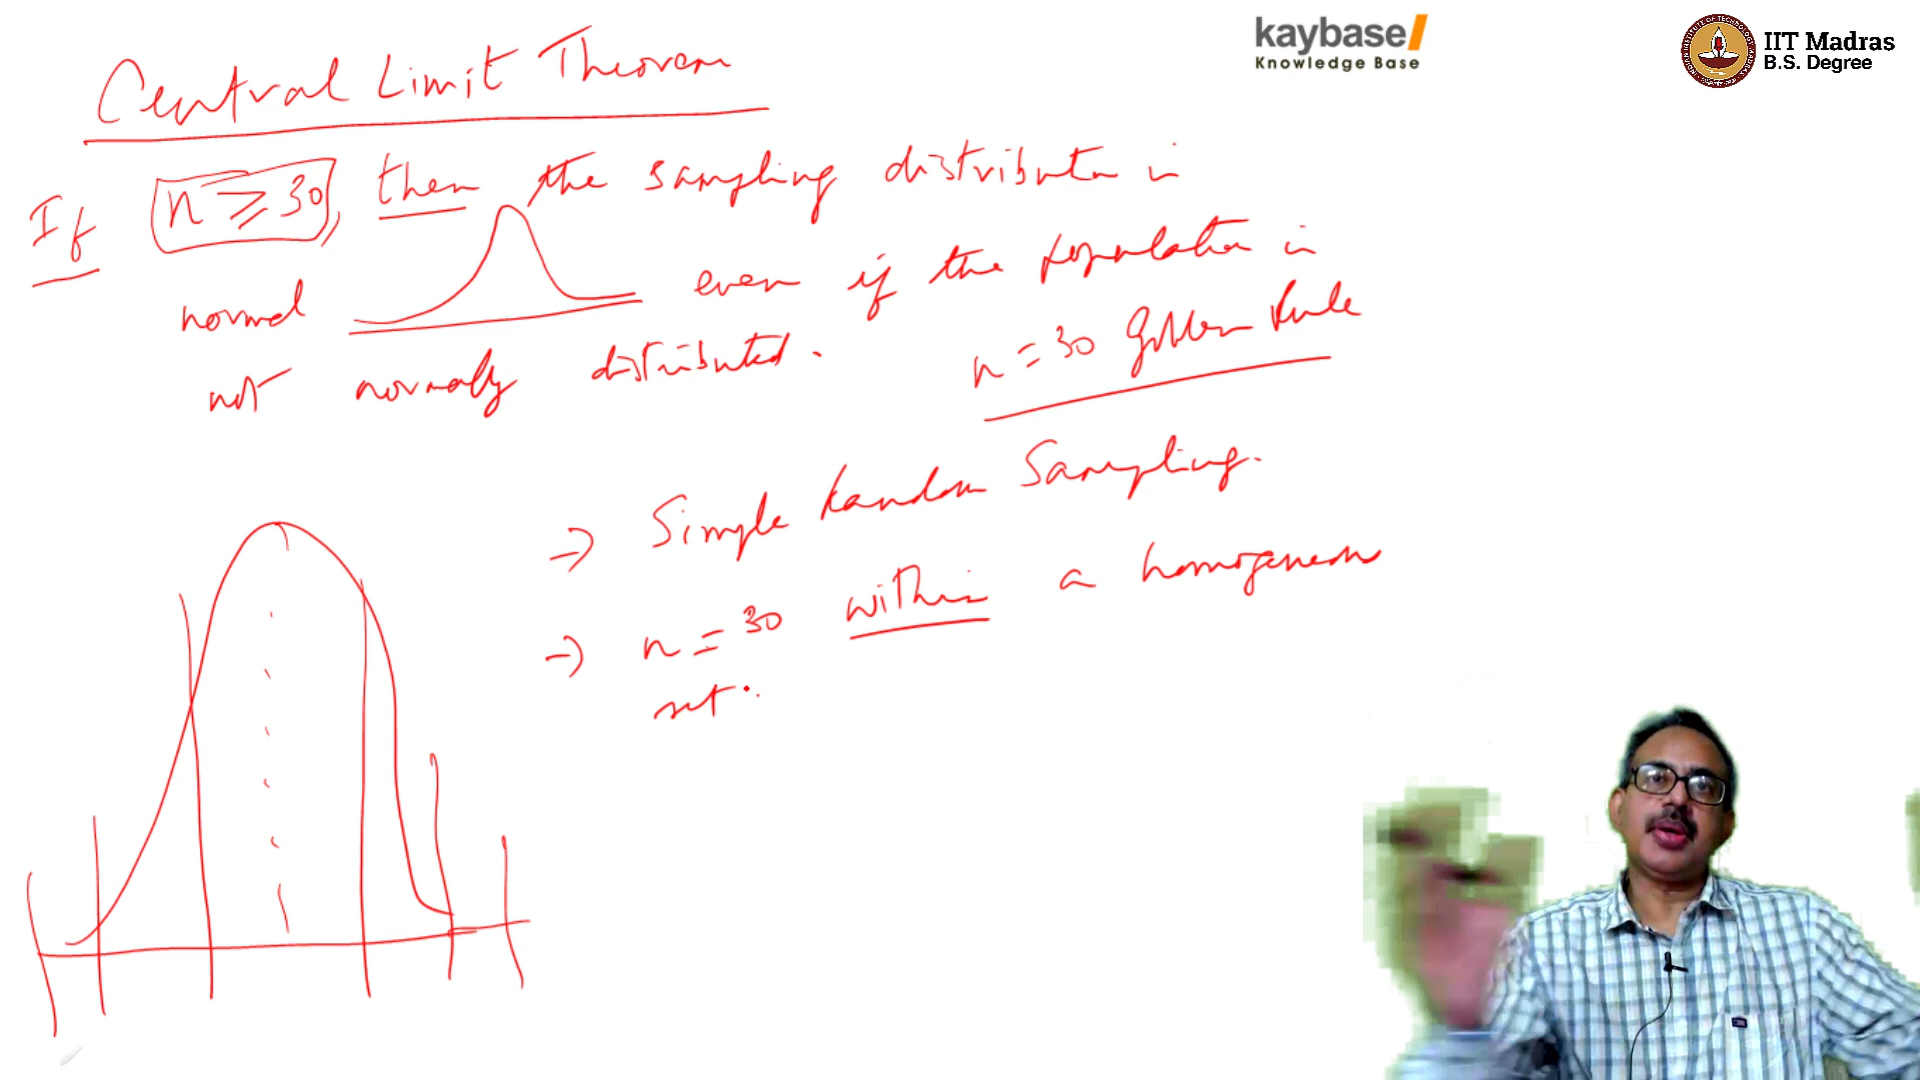 Central Limit Theorem
kaybase
Knowledge Base
IIT Madras
B.S. Degree
If n ≥ 30, then the sampling distribution is
normal even if the population is
not normally distributed.
n = 30 Golden Rule
→ Simple Random Sampling.
→ n = 30 within a homogeneous
set.